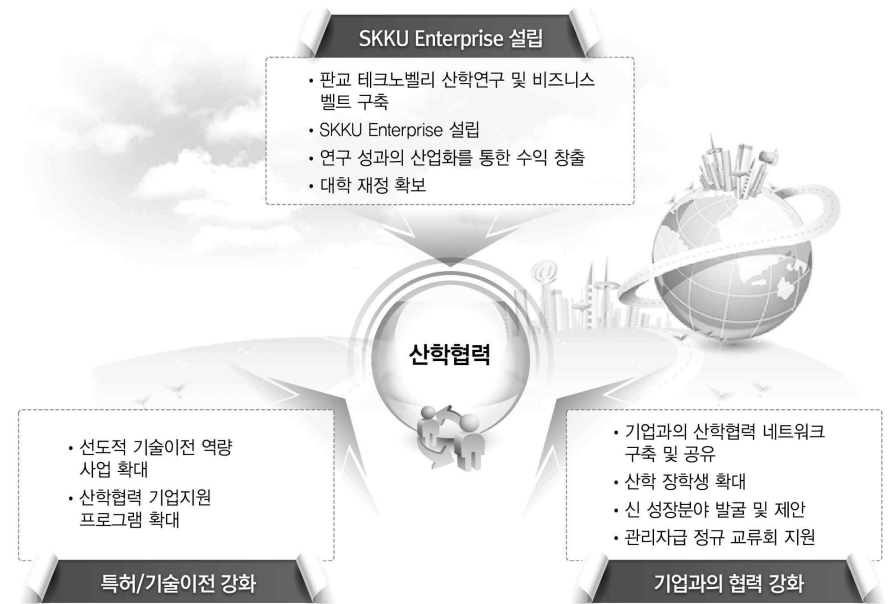 SKKU Enterprise 설립
• 판교 테크노벨리 산학연구 및 비즈니스
벨트 구축
• SKKU Enterprise 설립
• 연구 성과의 산업화를 통한 수익 창출
• 대학 재정 확보
산학협력
• 선도적 기술이전 역량
사업 확대
• 산학협력 기업지원
프로그램 확대
특허/기술이전 강화
• 기업과의 산학협력 네트워크
구축 및 공유
• 산학 장학생 확대
• 신 성장분야 발굴 및 제안
• 관리자급 정규 교류회 지원
기업과의 협력 강화